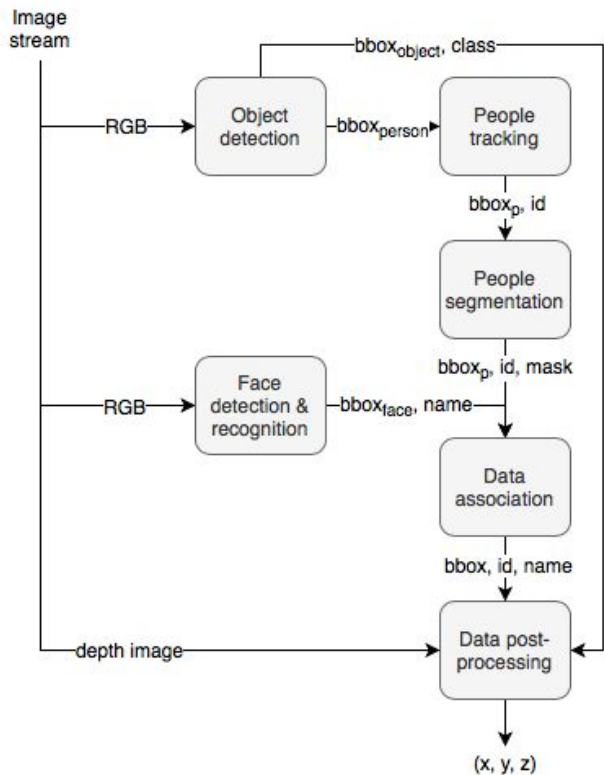 Image
stream
bbox_object, class
RGB
Object
detection
bbox_person
People
tracking
bbox_p, id
People
segmentation
bbox_p, id, mask
RGB
Face
detection &
recognition
bbox_face, name
Data
association
bbox, id, name
depth image
Data post-
processing
(x, y, z)